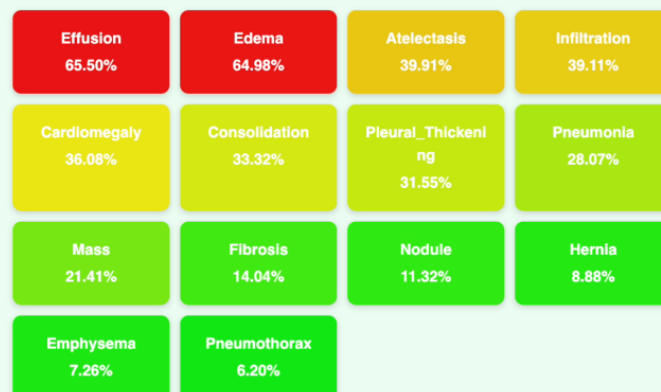 Effusion
65.50%
Edema
64.98%
Atelectasis
39.91%
Infiltration
39.11%
Cardiomegaly
36.08%
Consolidation
33.32%
Pleural_Thickeni
ng
31.55%
Pneumonia
28.07%
Mass
21.41%
Fibrosis
14.04%
Nodule
11.32%
Hernia
8.88%
Emphysema
7.26%
Pneumothorax
6.20%